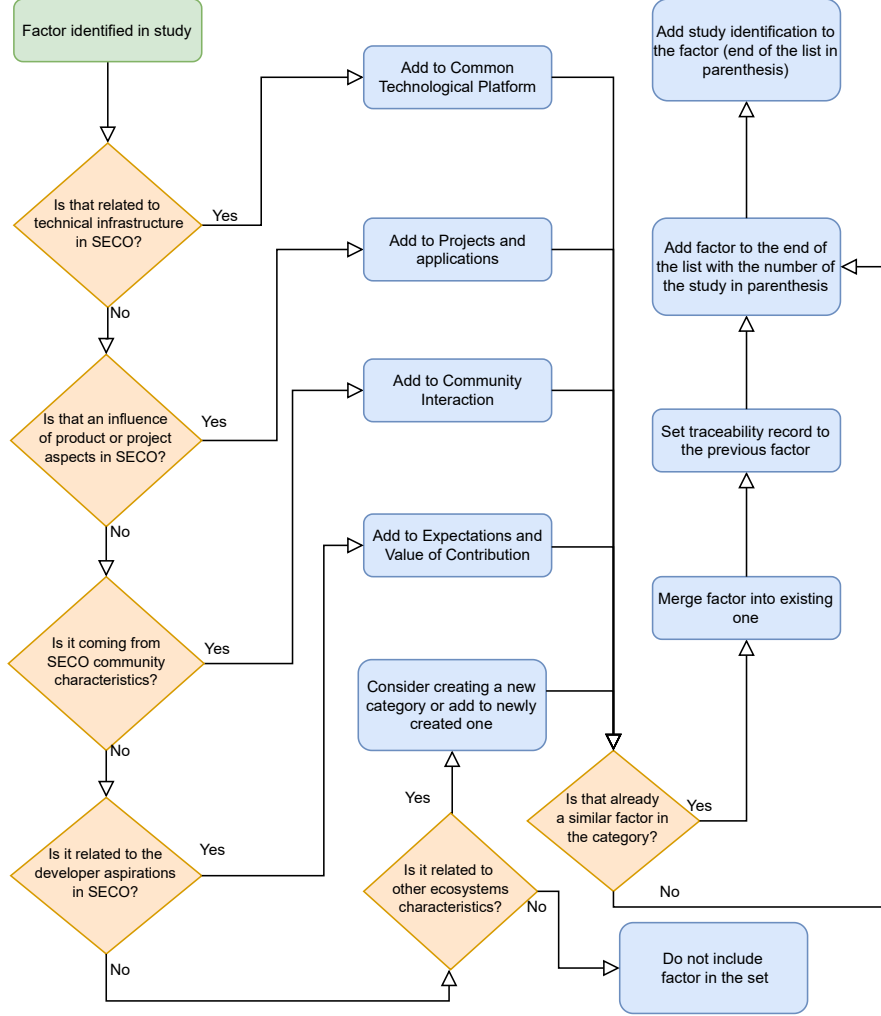 Factor identified in study
Is that related to
technical infrastructure
in SECO?
Yes
No
Is that an influence
of product or project
aspects in SECO?
Yes
No
Is it coming from
SECO community
characteristics?
Yes
No
Is it related to the
developer aspirations
in SECO?
Yes
No
Add to Common
Technological Platform
Add to Projects and
applications
Add to Community
Interaction
Add to Expectations and
Value of Contribution
Consider creating a new
category or add to newly
created one
Yes
Is it related to
other ecosystems
characteristics?
No
Do not include
factor in the set
Is that already
a similar factor in
the category?
Yes
No
Merge factor into existing
one
Set traceability record to
the previous factor
Add factor to the end of
the list with the number of
the study in parenthesis
Add study identification to
the factor (end of the list in
parenthesis)